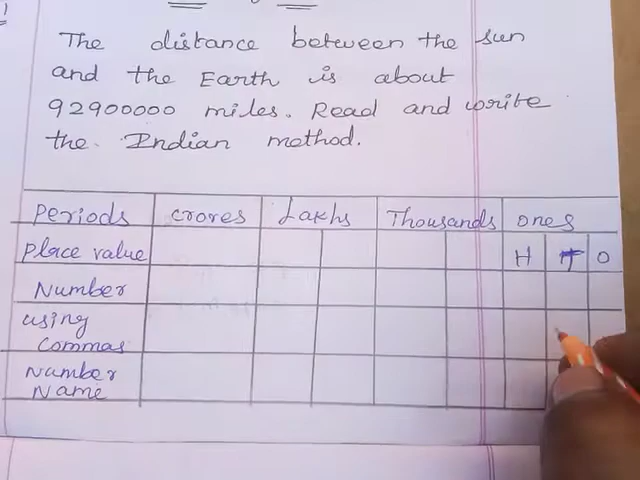 The distance between the sun
and the Earth is about
92900000 miles. Read and write
the Indian method.
Periods Crores Lakhs Thousands ones
Place value H T O
Number
using commas
Number Name